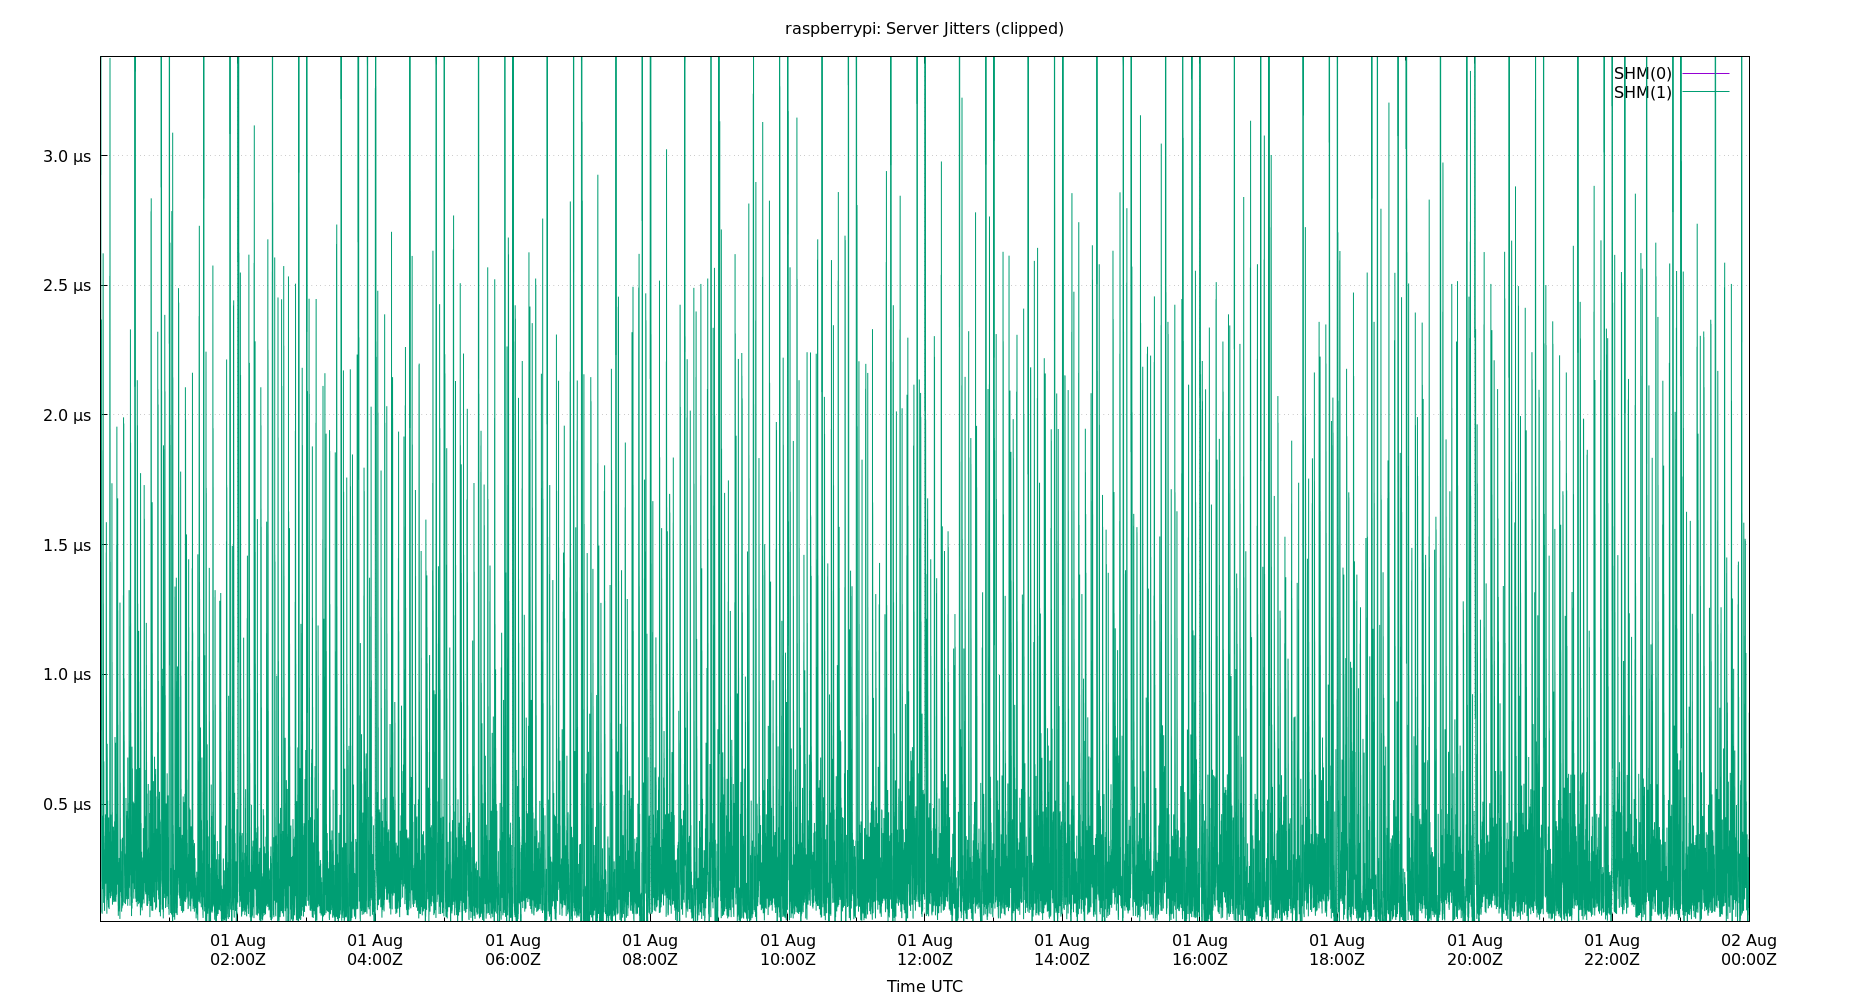 raspberrypi: Server Jitters (clipped)
SHM(0)
SHM(1)
3.0 µs
2.5 µs
2.0 µs
1.5 µs
1.0 µs
0.5 µs
01 Aug 01 Aug 01 Aug 01 Aug 01 Aug 01 Aug 01 Aug 01 Aug 01 Aug 01 Aug 01 Aug 02 Aug
02:00Z 04:00Z 06:00Z 08:00Z 10:00Z 12:00Z 14:00Z 16:00Z 18:00Z 20:00Z 22:00Z 00:00Z
Time UTC